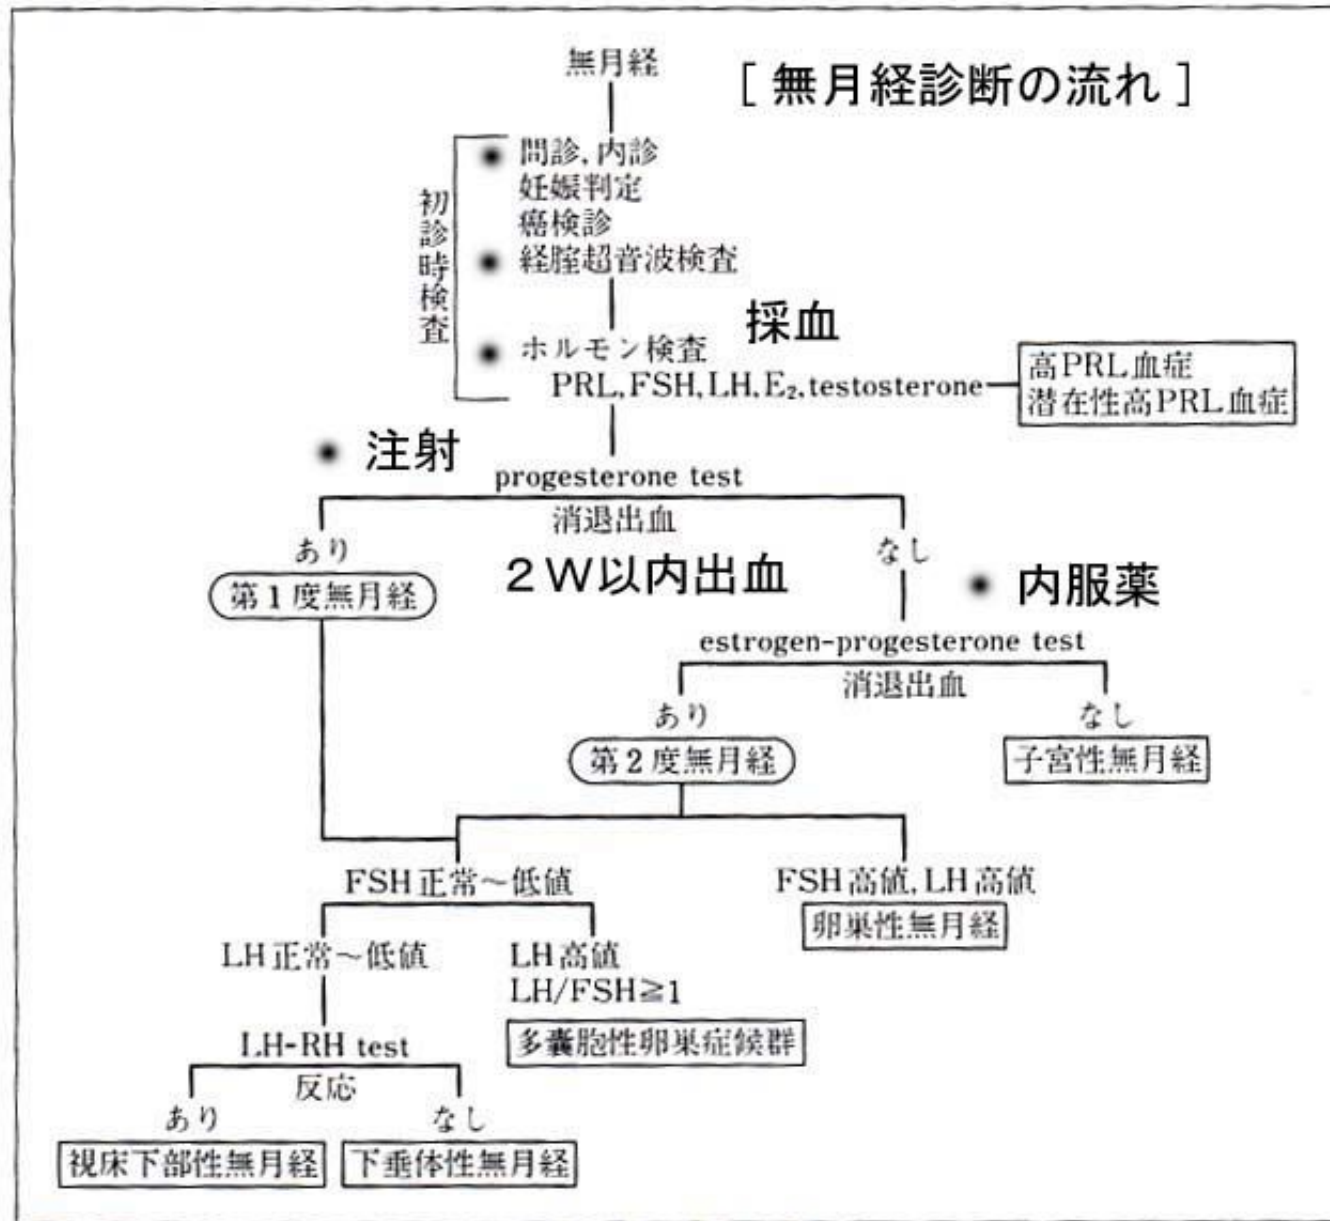 無月経
[ 無月経診断の流れ ]
初診時検査
問診, 内診
妊娠判定
癌検診
経腟超音波検査
採血
ホルモン検査
PRL, FSH, LH, E₂, testosterone
高PRL血症
潜在性高PRL血症
注射
progesterone test
消退出血
あり
なし
第1度無月経
2W以内出血
内服薬
estrogen-progesterone test
消退出血
あり
なし
第2度無月経
子宮性無月経
FSH正常～低値
FSH高値, LH高値
卵巣性無月経
LH正常～低値
LH高値
LH/FSH≧1
LH-RH test
多嚢胞性卵巣症候群
反応
あり
なし
視床下部性無月経
下垂体性無月経